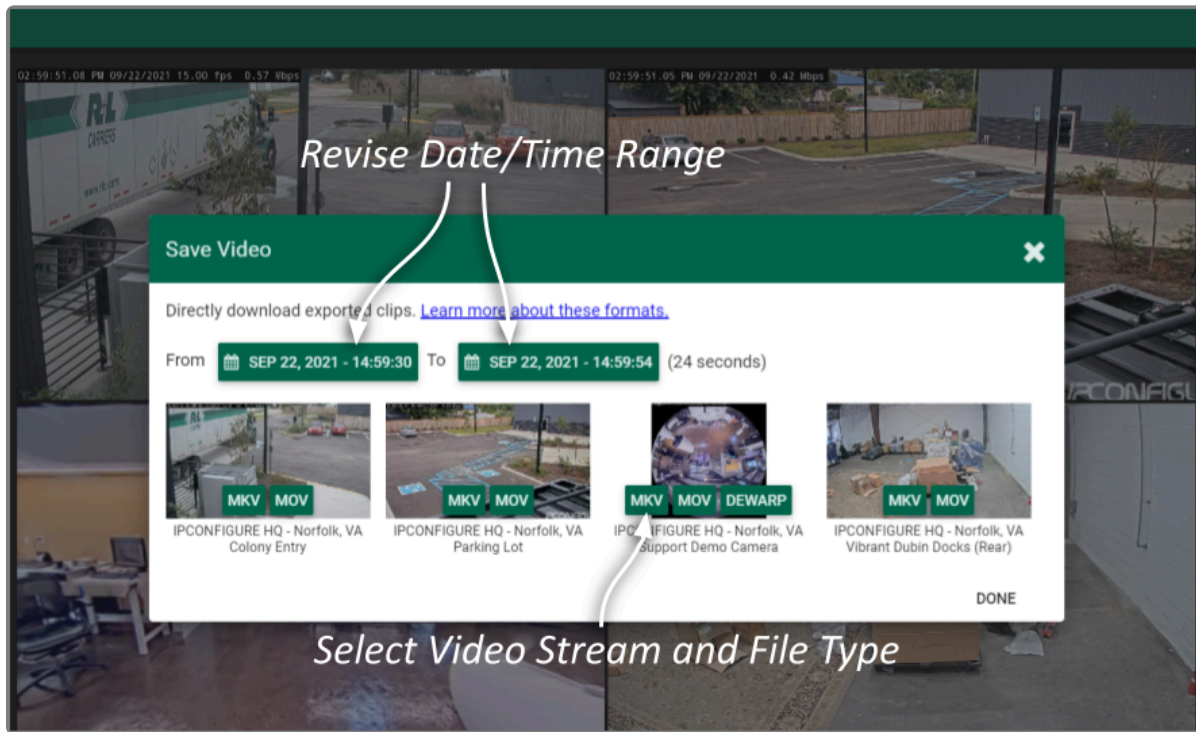 02:59:51.08 PM 09/22/2021 15.00 fps 0.57 Mbps
02:59:51.05 PM 09/22/2021 0.42 Mbps
R+L
CARRIERS
www.rlc.com
Revise Date/Time Range
Save Video
Directly download exported clips. Learn more about these formats.
From SEP 22, 2021 - 14:59:30 To SEP 22, 2021 - 14:59:54 (24 seconds)
IPCONFIGU
MKV MOV
MKV MOV
MKV MOV DEWARP
MKV MOV
IPCONFIGURE HQ - Norfolk, VA
Colony Entry
IPCONFIGURE HQ - Norfolk, VA
Parking Lot
IPCONFIGURE HQ - Norfolk, VA
Support Demo Camera
IPCONFIGURE HQ - Norfolk, VA
Vibrant Dubin Docks (Rear)
DONE
Select Video Stream and File Type